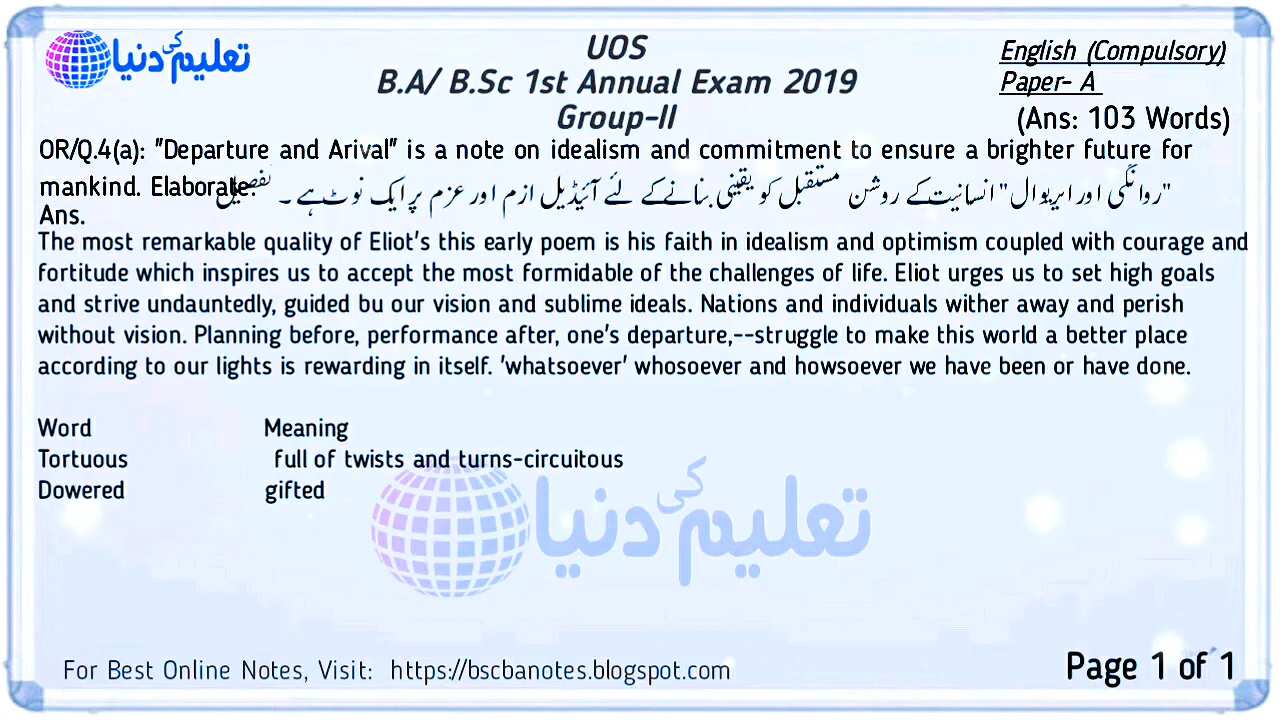 تعلیم کی دنیا
UOS
B.A/ B.Sc 1st Annual Exam 2019
Group-II
English (Compulsory)
Paper- A
(Ans: 103 Words)
OR/Q.4(a): "Departure and Arival" is a note on idealism and commitment to ensure a brighter future for
mankind. Elaborate.
"روانگی اور ایریوال" انسانیت کے روشن مستقبل کو یقینی بنانے کے لئے آئیڈیل ازم اور عزم پر ایک نوٹ ہے ۔ تفصیل
Ans.
The most remarkable quality of Eliot's this early poem is his faith in idealism and optimism coupled with courage and
fortitude which inspires us to accept the most formidable of the challenges of life. Eliot urges us to set high goals
and strive undauntedly, guided bu our vision and sublime ideals. Nations and individuals wither away and perish
without vision. Planning before, performance after, one's departure,--struggle to make this world a better place
according to our lights is rewarding in itself. 'whatsoever' whosoever and howsoever we have been or have done.
Word Meaning
Tortuous full of twists and turns-circuitous
Dowered gifted
تعلیم کی دنیا
For Best Online Notes, Visit: https://bscbanotes.blogspot.com
Page 1 of 1